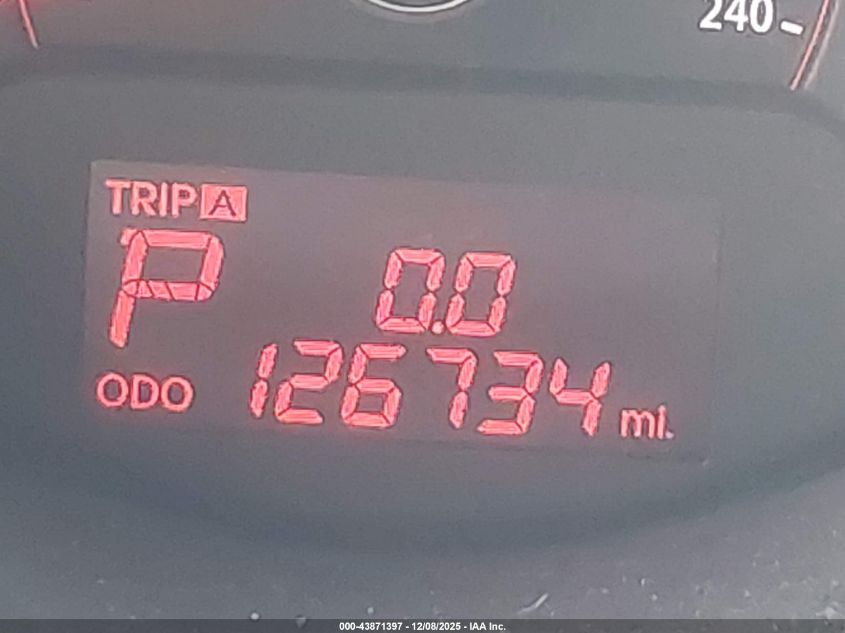 240
TRIP A
P
0.0
ODO 126734 mi.
000-43871397 - 12/08/2025 - IAA Inc.